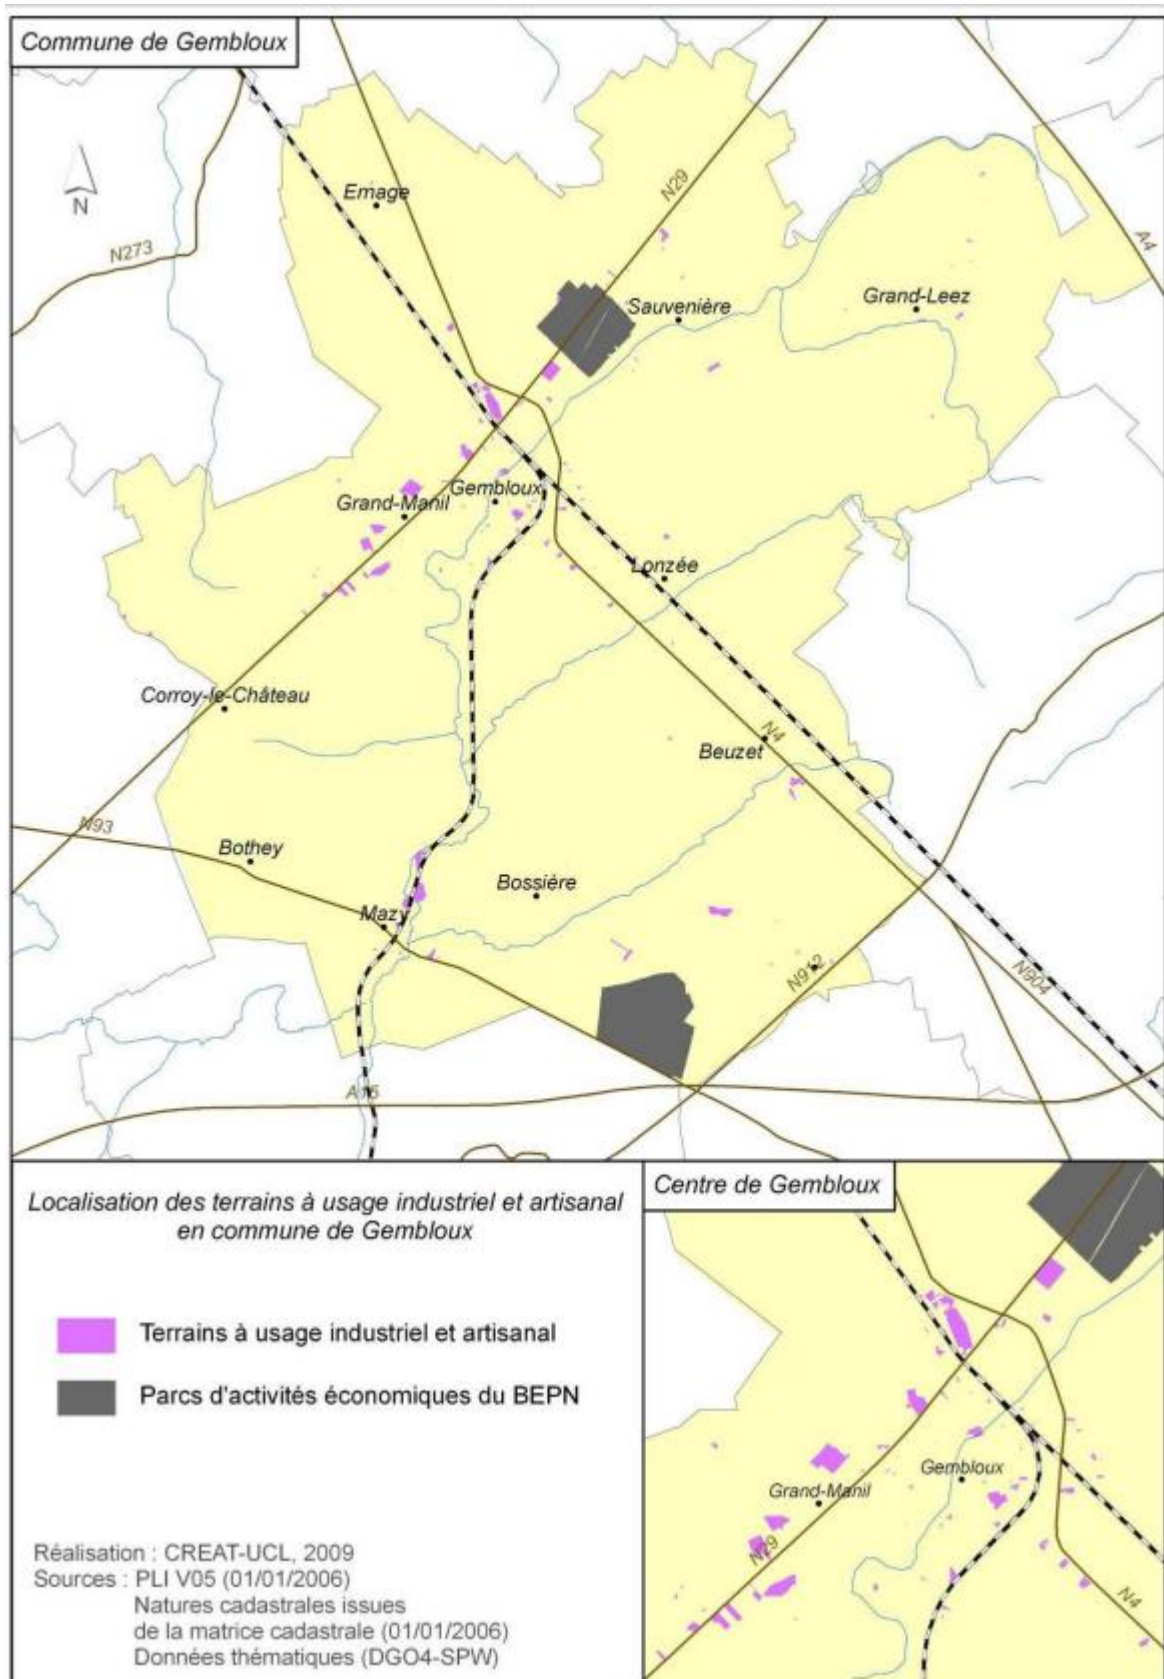 Commune de Gembloux
N
Ernage
N29
A4
N273
Sauvenière
Grand-Leez
Grand-Manil
Gembloux
Lonzée
Corroy-le-Château
Beuzet
N4
N93
Bothey
Bossière
Mazy
N912
N904
A15
Localisation des terrains à usage industriel et artisanal
en commune de Gembloux
Terrains à usage industriel et artisanal
Parcs d'activités économiques du BEPN
Réalisation : CREAT-UCL, 2009
Sources : PLI V05 (01/01/2006)
Natures cadastrales issues
de la matrice cadastrale (01/01/2006)
Données thématiques (DGO4-SPW)
Centre de Gembloux
Gembloux
Grand-Manil
N29
N4